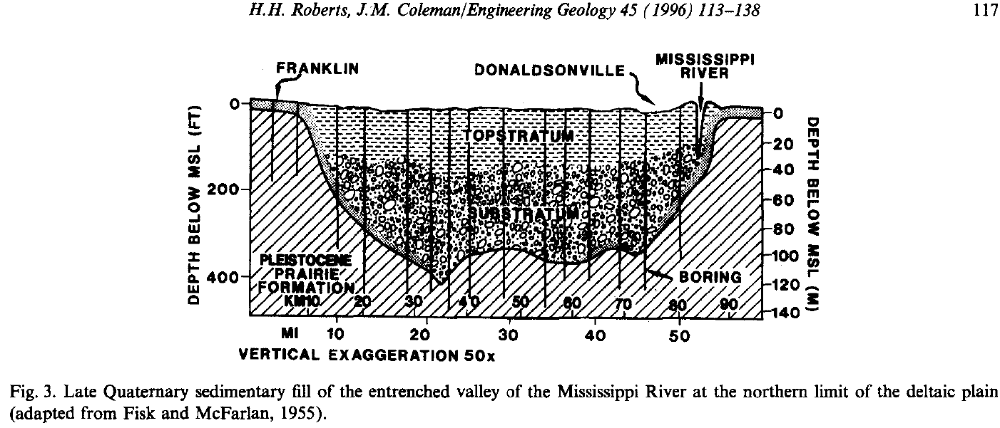 H.H. Roberts, J.M. Coleman/Engineering Geology 45 (1996) 113–138
117
FRANKLIN
DONALDSONVILLE
MISSISSIPPI
RIVER
DEPTH BELOW MSL (FT)
0
200
400
TOPSTRATUM
SUBSTRATUM
PLEISTOCENE
PRAIRIE
FORMATION
BORING
0
20
40
60
80
100
120
140
DEPTH BELOW MSL (M)
KM 10 20 30 40 50 60 70 80 90
MI 10 20 30 40 50
VERTICAL EXAGGERATION 50x
Fig. 3. Late Quaternary sedimentary fill of the entrenched valley of the Mississippi River at the northern limit of the deltaic plain
(adapted from Fisk and McFarlan, 1955).